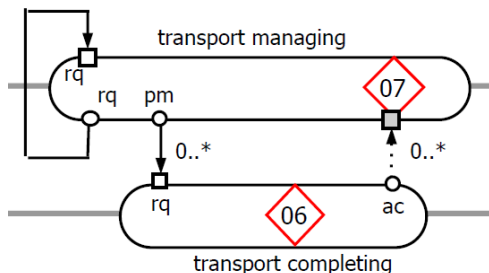 transport managing
rq
rq pm
07
0..* 0..*
rq
06
ac
transport completing